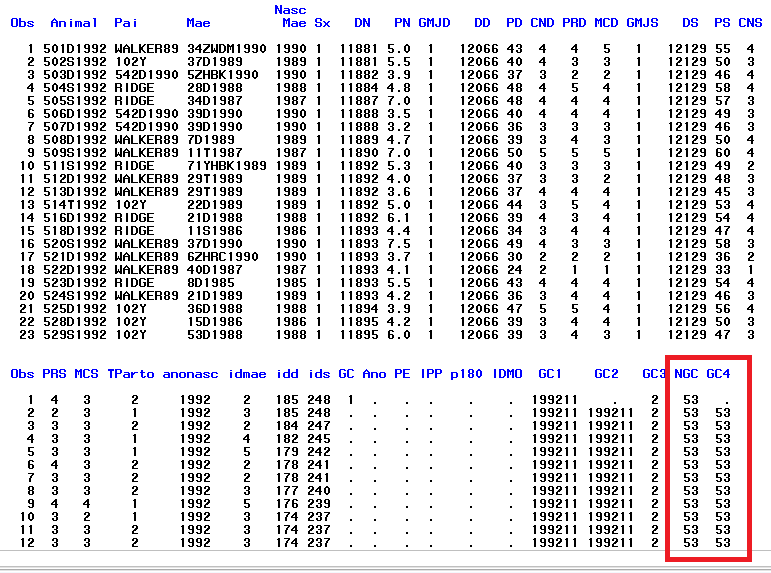 Nasc
Obs Animal Pai Mae Mae Sx DN PN GMJD DD PD CND PRD MCD GMJS DS PS CNS
1 501D1992 WALKER89 34ZWDM1990 1990 1 11881 5.0 1 12066 43 4 4 5 1 12129 55 4
2 502S1992 102Y 37D1989 1989 1 11881 5.5 1 12066 40 4 3 3 1 12129 50 3
3 503D1992 542D1990 5ZHBK1990 1990 1 11882 3.9 1 12066 37 3 2 2 1 12129 46 4
4 504S1992 RIDGE 28D1988 1988 1 11884 4.8 1 12066 48 4 5 4 1 12129 58 4
5 505S1992 RIDGE 34D1987 1987 1 11887 7.0 1 12066 48 4 4 4 1 12129 57 3
6 506D1992 542D1990 39D1990 1990 1 11888 3.5 1 12066 40 4 4 3 1 12129 49 3
7 507D1992 542D1990 39D1990 1990 1 11888 3.2 1 12066 36 3 3 3 1 12129 46 3
8 508D1992 WALKER89 7D1989 1989 1 11889 4.7 1 12066 39 3 4 3 1 12129 50 4
9 509S1992 WALKER89 11T1987 1987 1 11890 7.0 1 12066 50 5 5 5 1 12129 60 4
10 511S1992 RIDGE 71YHBK1989 1989 1 11892 5.3 1 12066 40 3 3 3 1 12129 49 2
11 512D1992 WALKER89 29T1989 1989 1 11892 4.0 1 12066 37 3 3 2 1 12129 48 3
12 513D1992 WALKER89 29T1989 1989 1 11892 3.6 1 12066 37 4 4 4 1 12129 45 3
13 514T1992 102Y 22D1989 1989 1 11892 5.0 1 12066 44 3 5 4 1 12129 53 4
14 516D1992 RIDGE 21D1988 1988 1 11892 6.1 1 12066 39 4 3 4 1 12129 54 4
15 518D1992 RIDGE 11S1986 1986 1 11893 4.4 1 12066 34 3 4 4 1 12129 47 4
16 520S1992 WALKER89 37D1990 1990 1 11893 7.5 1 12066 49 4 3 3 1 12129 58 3
17 521D1992 WALKER89 6ZHRC1990 1990 1 11893 3.7 1 12066 30 2 2 2 1 12129 36 2
18 522D1992 WALKER89 40D1987 1987 1 11893 4.1 1 12066 24 2 1 1 1 12129 33 1
19 523D1992 RIDGE 8D1985 1985 1 11893 5.5 1 12066 43 4 4 4 1 12129 54 4
20 524S1992 WALKER89 21D1989 1989 1 11893 4.2 1 12066 36 3 4 3 1 12129 46 3
21 525D1992 102Y 36D1988 1988 1 11894 3.9 1 12066 47 5 5 4 1 12129 56 4
22 528D1992 102Y 15D1986 1986 1 11895 4.2 1 12066 39 3 4 3 1 12129 50 3
23 529S1992 102Y 53D1988 1988 1 11895 6.0 1 12066 39 4 4 4 1 12129 47 3
Obs PRS MCS TParto anonasc idmae idd ids GC Ano PE IPP p180 IDMO GC1 GC2 GC3 NGC GC4
1 4 3 2 1992 2 185 248 1 . . . . . 199211 . 2 53 .
2 2 3 1 1992 3 185 248 . . . . . . 199211 199211 2 53 53
3 3 3 2 1992 2 184 247 . . . . . . 199211 199211 2 53 53
4 3 3 1 1992 4 182 245 . . . . . . 199211 199211 2 53 53
5 3 3 1 1992 5 179 242 . . . . . . 199211 199211 2 53 53
6 4 3 2 1992 2 178 241 . . . . . . 199211 199211 2 53 53
7 3 3 2 1992 2 178 241 . . . . . . 199211 199211 2 53 53
8 3 3 2 1992 3 177 240 . . . . . . 199211 199211 2 53 53
9 4 4 1 1992 5 176 239 . . . . . . 199211 199211 2 53 53
10 3 2 1 1992 3 174 237 . . . . . . 199211 199211 2 53 53
11 3 3 2 1992 3 174 237 . . . . . . 199211 199211 2 53 53
12 3 3 2 1992 3 174 237 . . . . . . 199211 199211 2 53 53